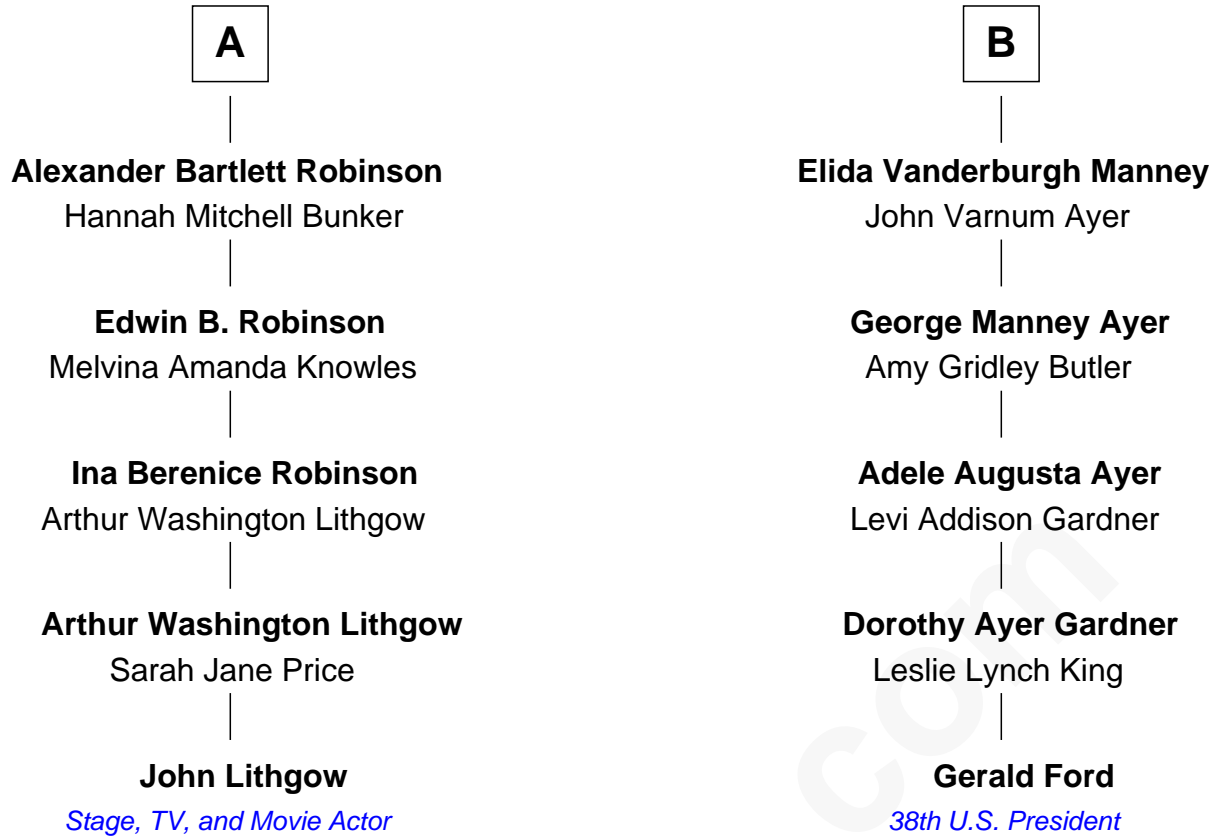 A
Alexander Bartlett Robinson
Hannah Mitchell Bunker
Edwin B. Robinson
Melvina Amanda Knowles
Ina Berenice Robinson
Arthur Washington Lithgow
Arthur Washington Lithgow
Sarah Jane Price
John Lithgow
Stage, TV, and Movie Actor
B
Elida Vanderburgh Manney
John Varnum Ayer
George Manney Ayer
Amy Gridley Butler
Adele Augusta Ayer
Levi Addison Gardner
Dorothy Ayer Gardner
Leslie Lynch King
Gerald Ford
38th U.S. President
com